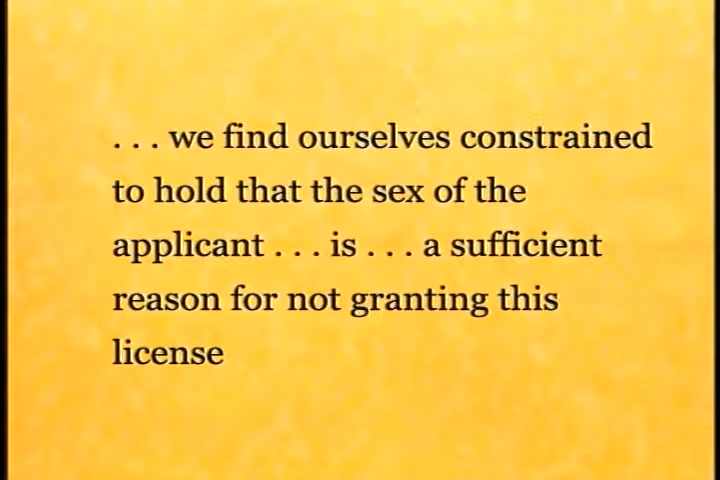 . . . we find ourselves constrained
to hold that the sex of the
applicant . . . is . . . a sufficient
reason for not granting this
license